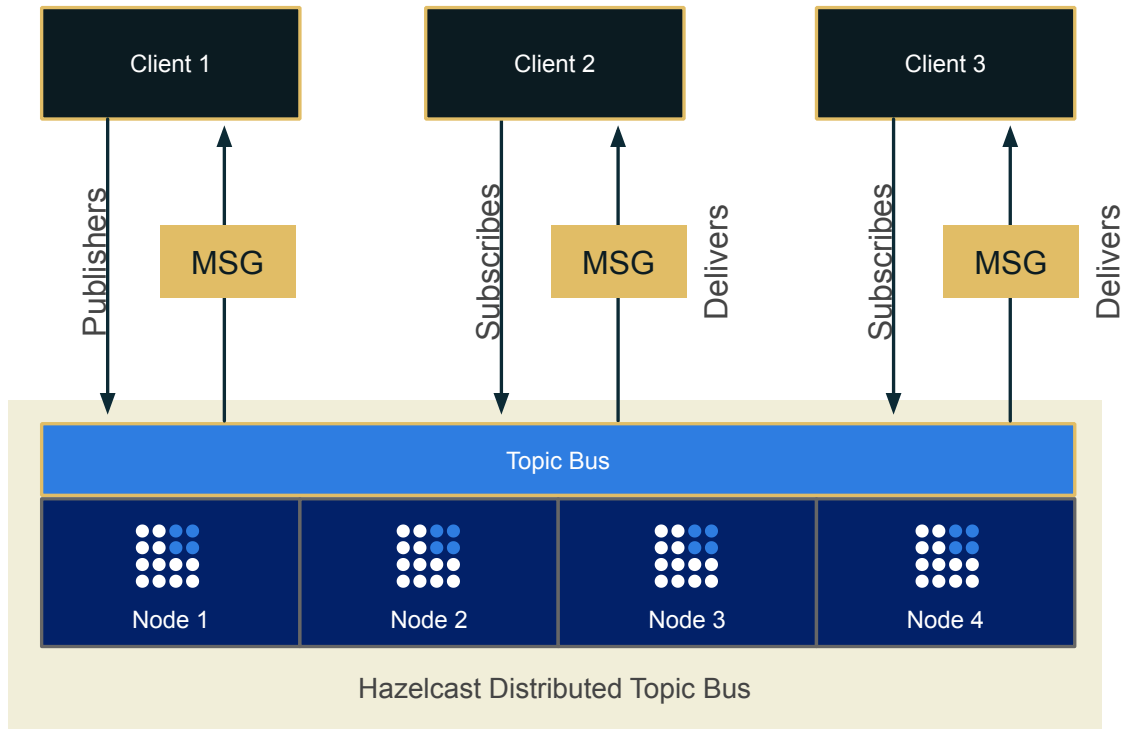 Client 1
Client 2
Client 3
Publishers
MSG
Subscribes
MSG
Delivers
Subscribes
MSG
Delivers
Topic Bus
Node 1
Node 2
Node 3
Node 4
Hazelcast Distributed Topic Bus